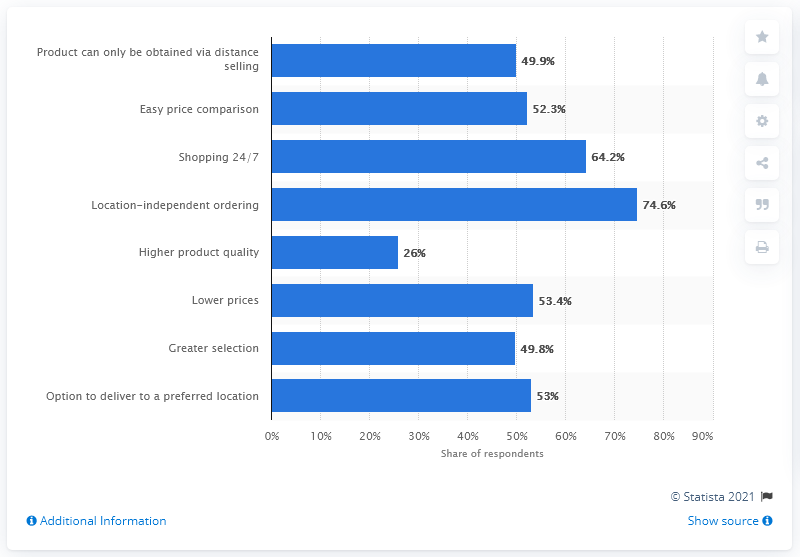 Product can only be obtained via distance
selling
49.9%
Easy price comparison
52.3%
Shopping 24/7
64.2%
Location-independent ordering
74.6%
Higher product quality
26%
Lower prices
53.4%
Greater selection
49.8%
Option to deliver to a preferred location
53%
0% 10% 20% 30% 40% 50% 60% 70% 80% 90%
Share of respondents
© Statista 2021
Additional Information
Show source